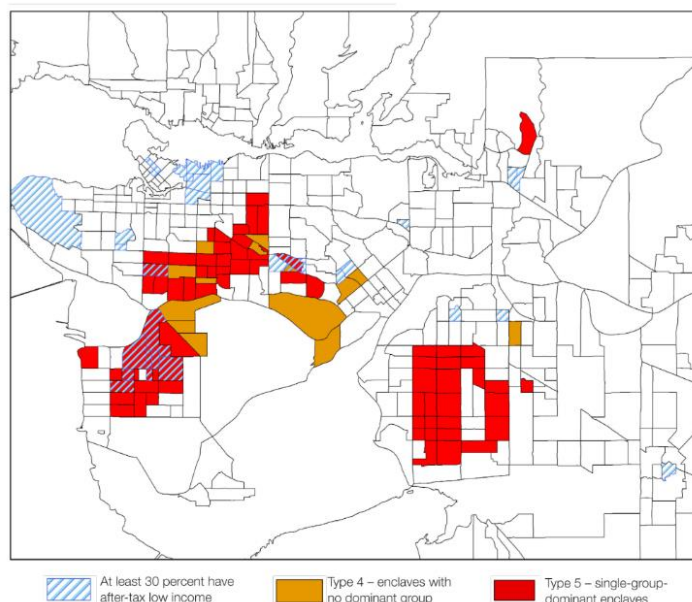 At least 30 percent have
after-tax low income
Type 4 – enclaves with
no dominant group
Type 5 – single-group-
dominant enclaves